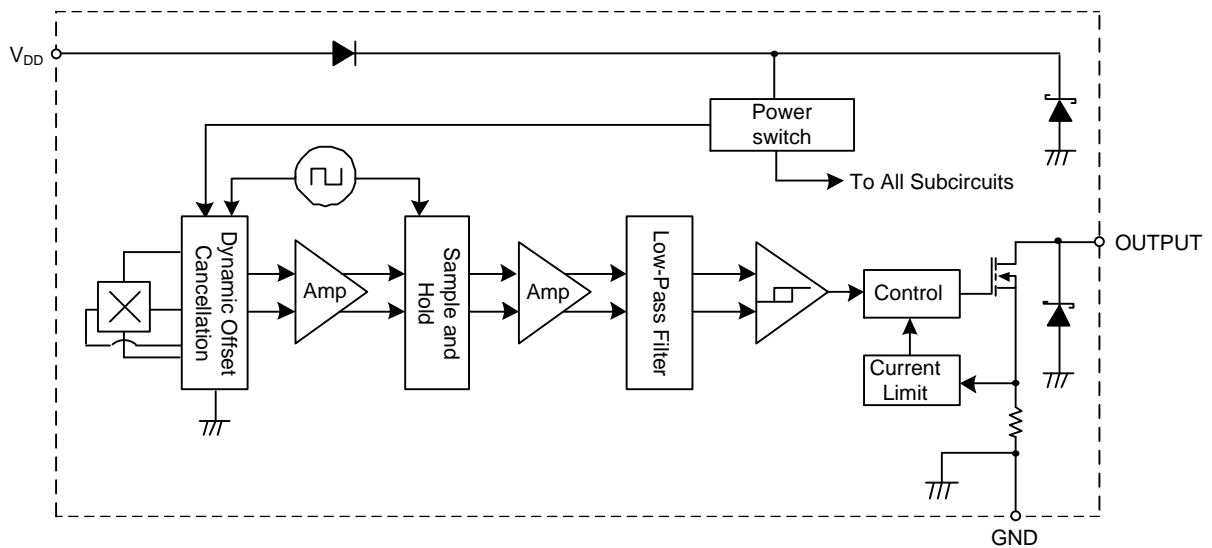 VDD
Power
switch
To All Subcircuits
Dynamic Offset
Cancellation
Amp
Sample and
Hold
Amp
Low-Pass Filter
Control
Current
Limit
OUTPUT
GND